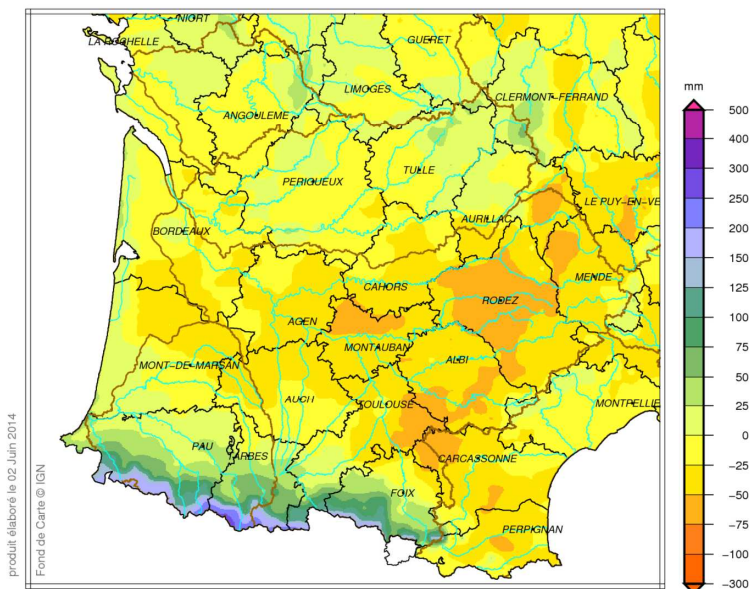 NIORT
LA ROCHELLE
GUERET
LIMOGES
CLERMONT-FERRAND
ANGOULEME
TULLE
PERIGUEUX
LE PUY-EN-VE
AURILLAC
BORDEAUX
MENDE
CAHORS
RODEZ
AGEN
MONTAUBAN
ALBI
MONT-DE-MARSAN
AUCH
TOULOUSE
MONTPELLIE
PAU
TARBES
CARCASSONNE
FOIX
PERPIGNAN
mm
500
400
300
250
200
150
125
100
75
50
25
0
-25
-50
-75
-100
-300
produit élaboré le 02 Juin 2014
Fond de Carte © IGN